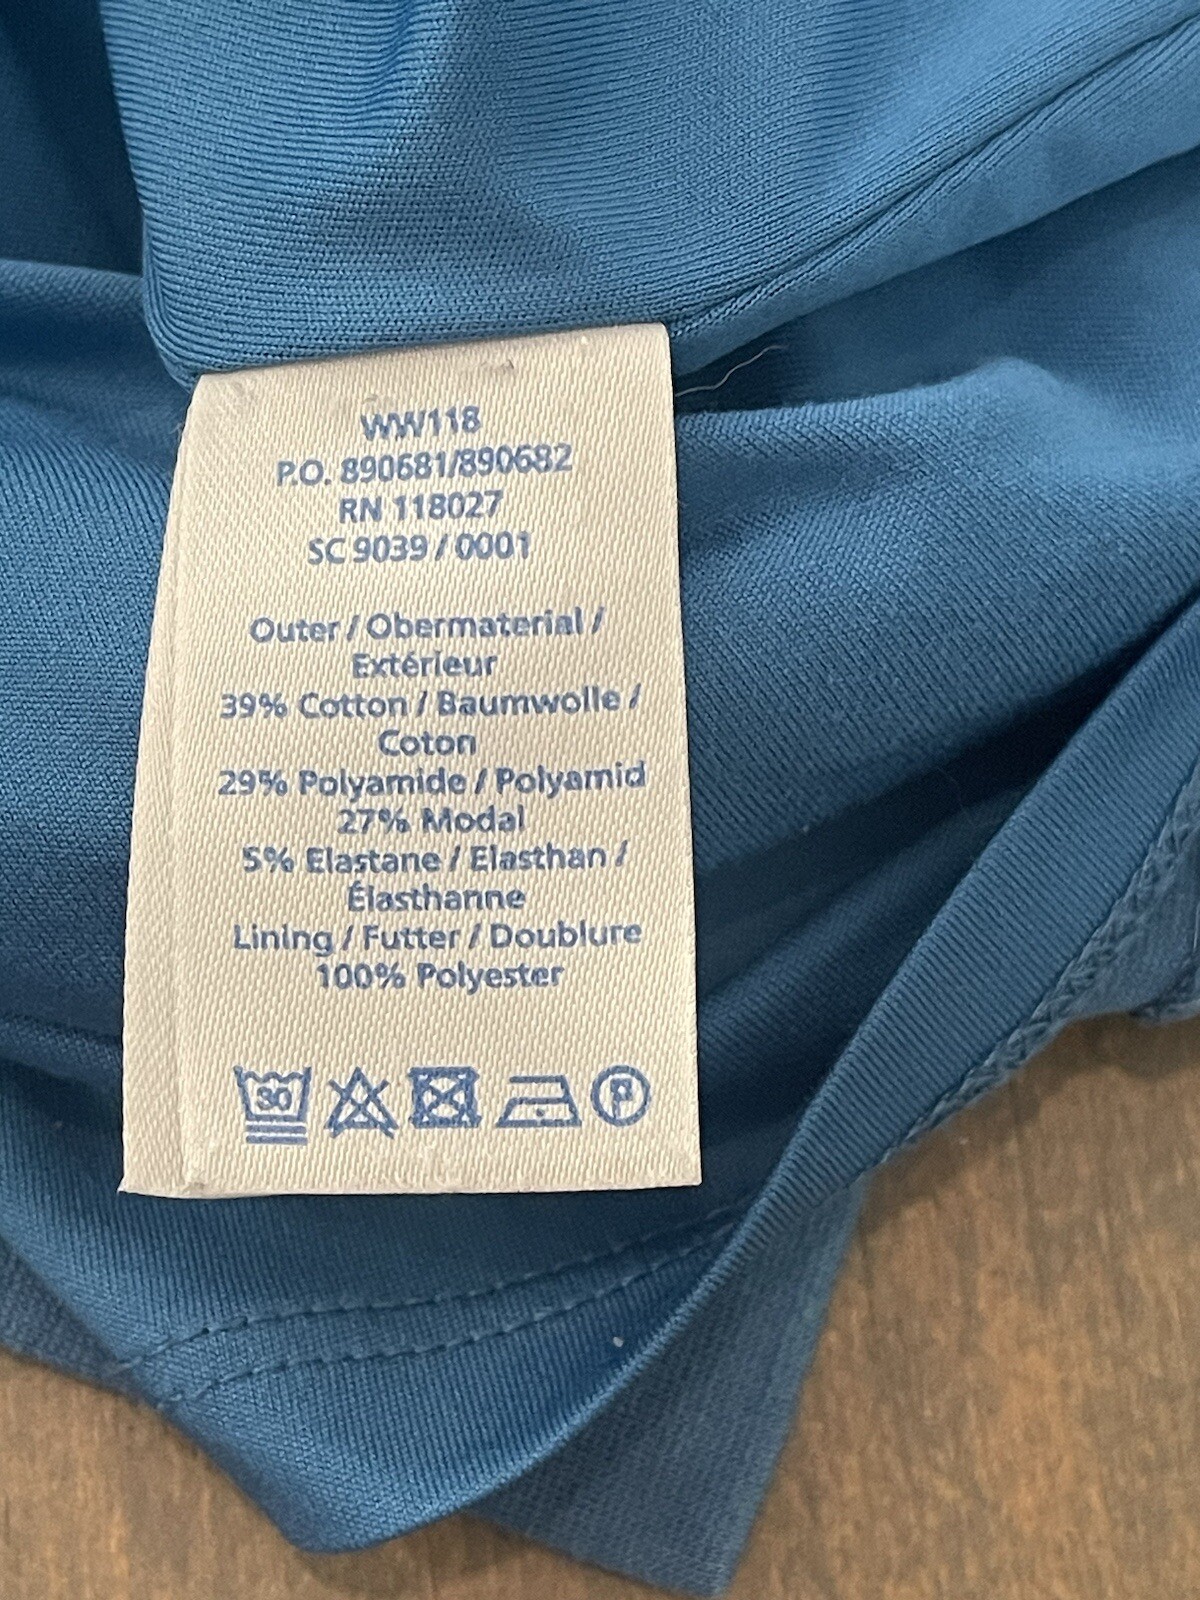 WW118
P.O. 890681/890682
RN 118027
SC 9039 / 0001
Outer / Obermaterial /
Extérieur
39% Cotton / Baumwolle /
Coton
29% Polyamide / Polyamid
27% Modal
5% Elastane / Elasthan /
Élasthanne
Lining / Futter / Doublure
100% Polyester
30 P